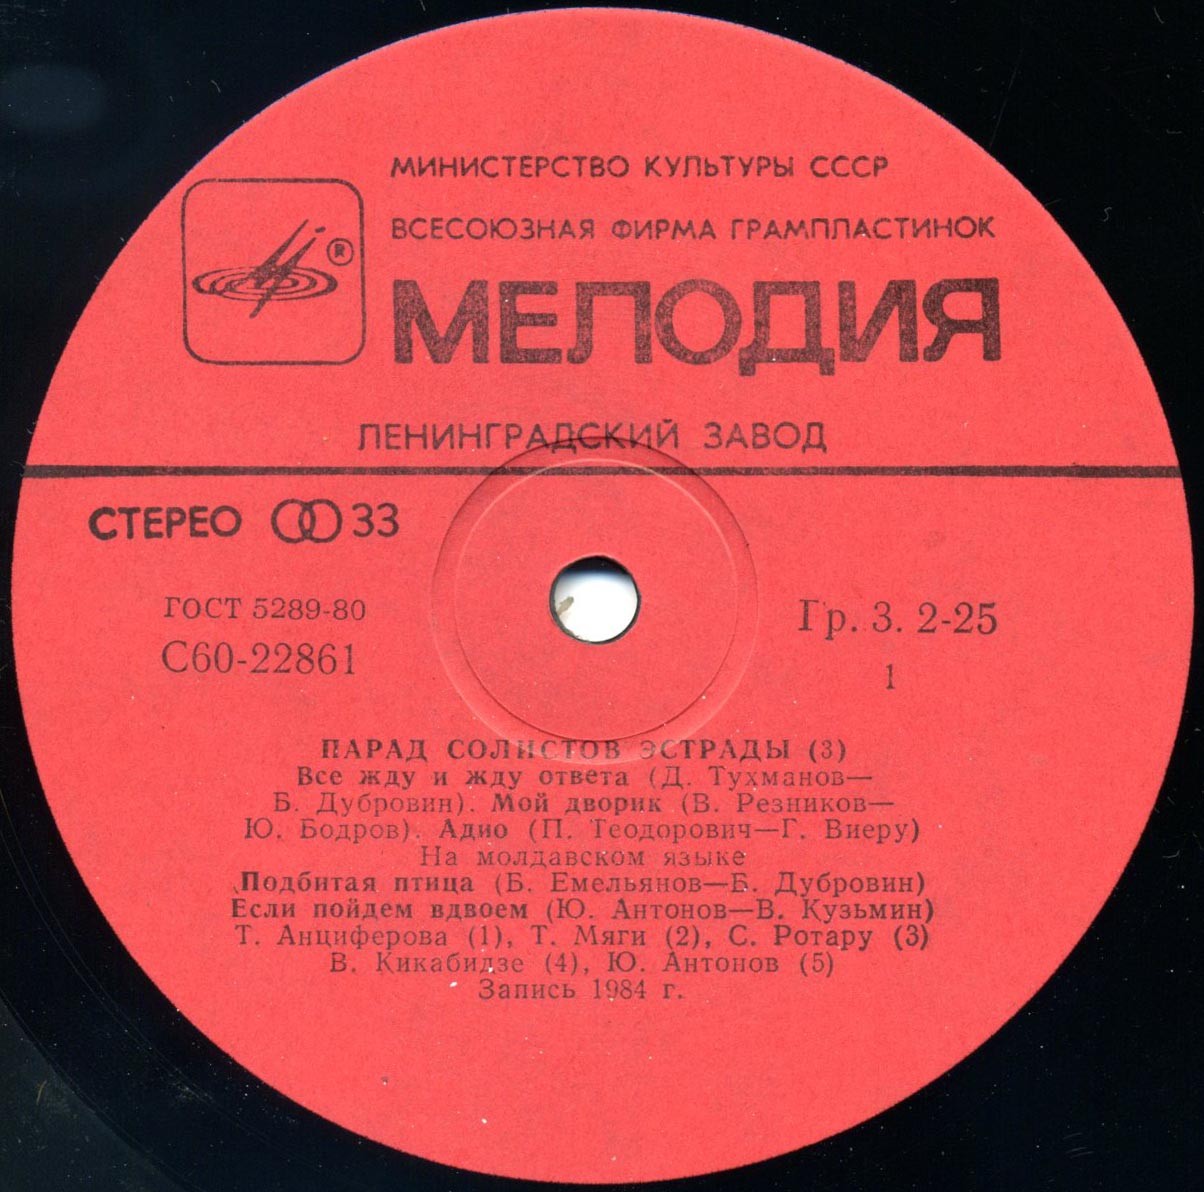 МИНИСТЕРСТВО КУЛЬТУРЫ СССР
ВСЕСОЮЗНАЯ ФИРМА ГРАМПЛАСТИНОК
®
МЕЛОДИЯ
ЛЕНИНГРАДСКИЙ ЗАВОД
СТЕРЕО 33
ГОСТ 5289-80
С60-22861
Гр. 3. 2-25
1
ПАРАД СОЛИСТОВ ЭСТРАДЫ (3)
Все жду и жду ответа (Д. Тухманов—
Б. Дубровин). Мой дворик (В. Резников—
Ю. Бодров). Адио (П. Теодорович—Г. Виеру)
На молдавском языке
Подбитая птица (Б. Емельянов—Б. Дубровин)
Если пойдем вдвоем (Ю. Антонов—В. Кузьмин)
Т. Анциферова (1), Т. Мяги (2), С. Ротару (3)
В. Кикабидзе (4), Ю. Антонов (5)
Запись 1984 г.